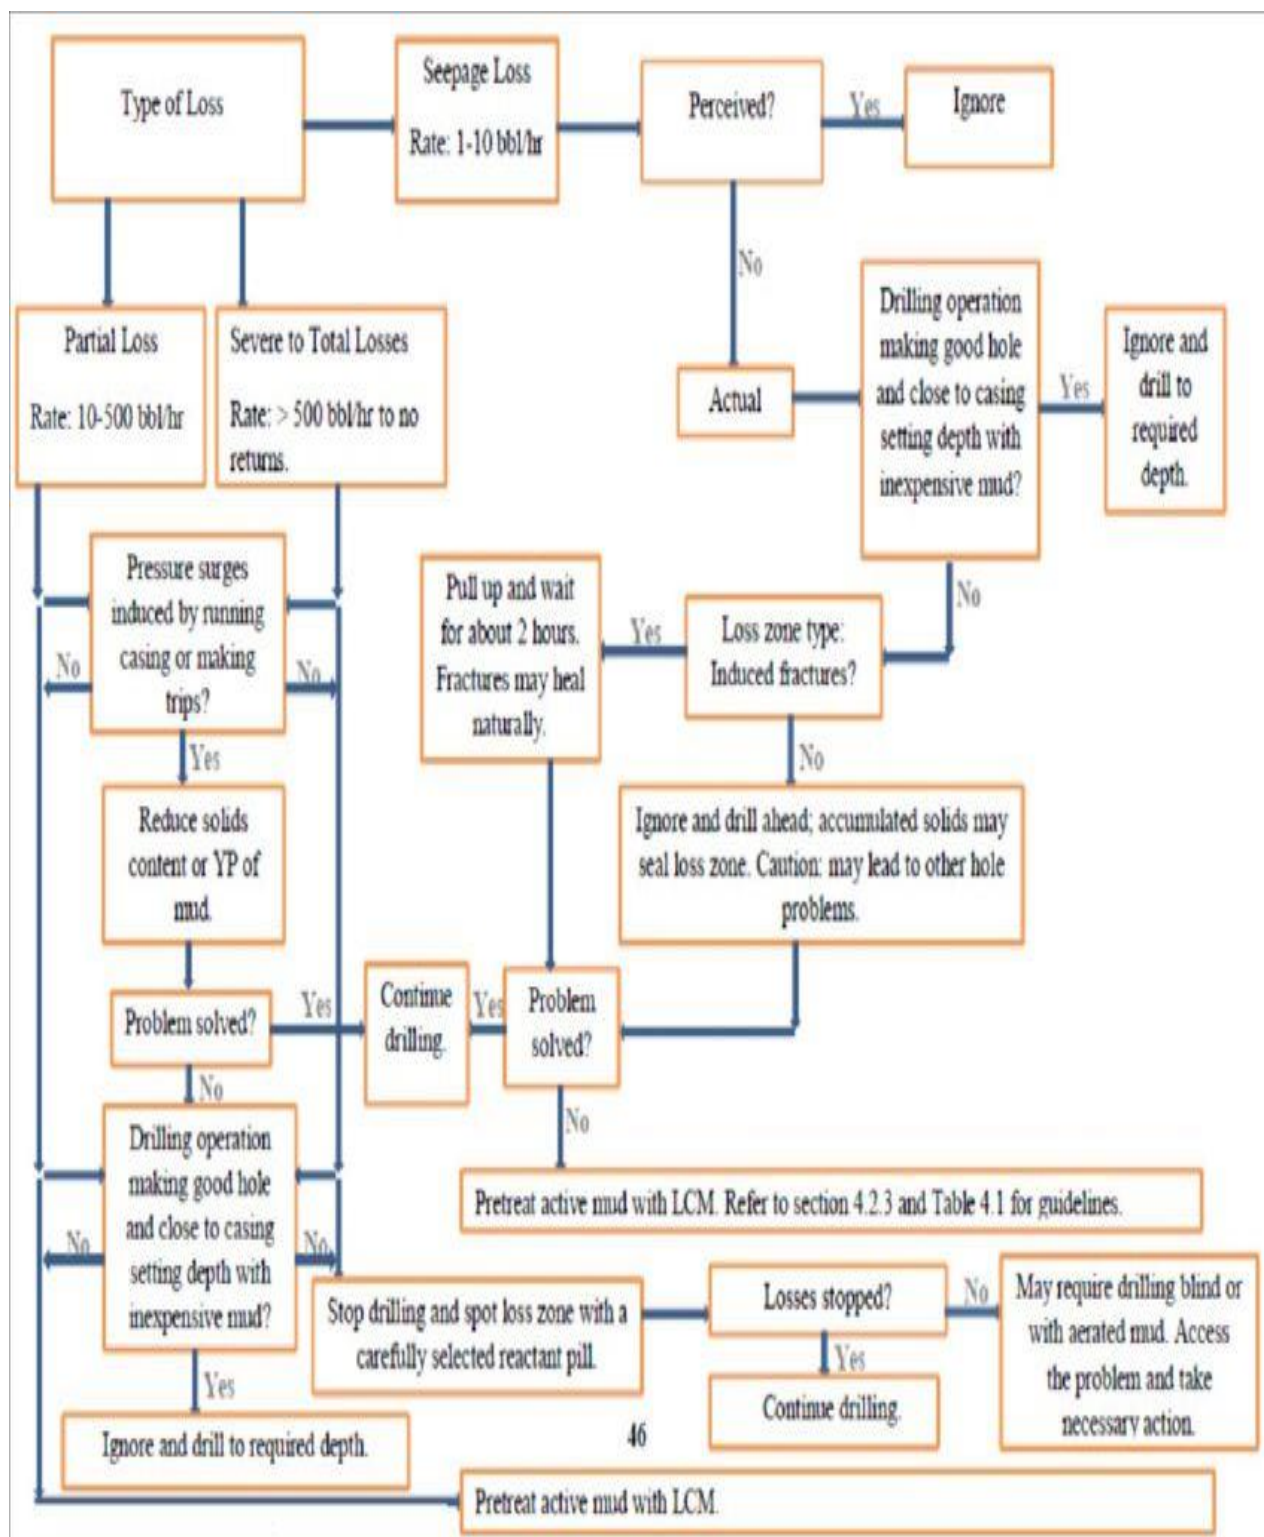 Type of Loss
Seepage Loss
Rate: 1-10 bbl/hr
Perceived?
Yes
Ignore
No
Partial Loss
Rate: 10-500 bbl/hr
Severe to Total Losses
Rate: > 500 bbl/hr to no
returns.
Actual
Drilling operation
making good hole
and close to casing
setting depth with
inexpensive mud?
Yes
Ignore and
drill to
required
depth.
No
Pressure surges
induced by running
casing or making
trips?
No
No
Yes
Pull up and wait
for about 2 hours.
Fractures may heal
naturally.
Yes
Loss zone type:
Induced fractures?
No
Reduce solids
content or YP of
mud.
Ignore and drill ahead; accumulated solids may
seal loss zone. Caution: may lead to other hole
problems.
Problem solved?
Yes
Continue
drilling.
Yes
Problem
solved?
No
No
Drilling operation
making good hole
and close to casing
setting depth with
inexpensive mud?
No
No
Yes
Pretreat active mud with LCM. Refer to section 4.2.3 and Table 4.1 for guidelines.
Stop drilling and spot loss zone with a
carefully selected reactant pill.
Losses stopped?
No
Yes
May require drilling blind or
with aerated mud. Access
the problem and take
necessary action.
Continue drilling.
Ignore and drill to required depth.
46
Pretreat active mud with LCM.